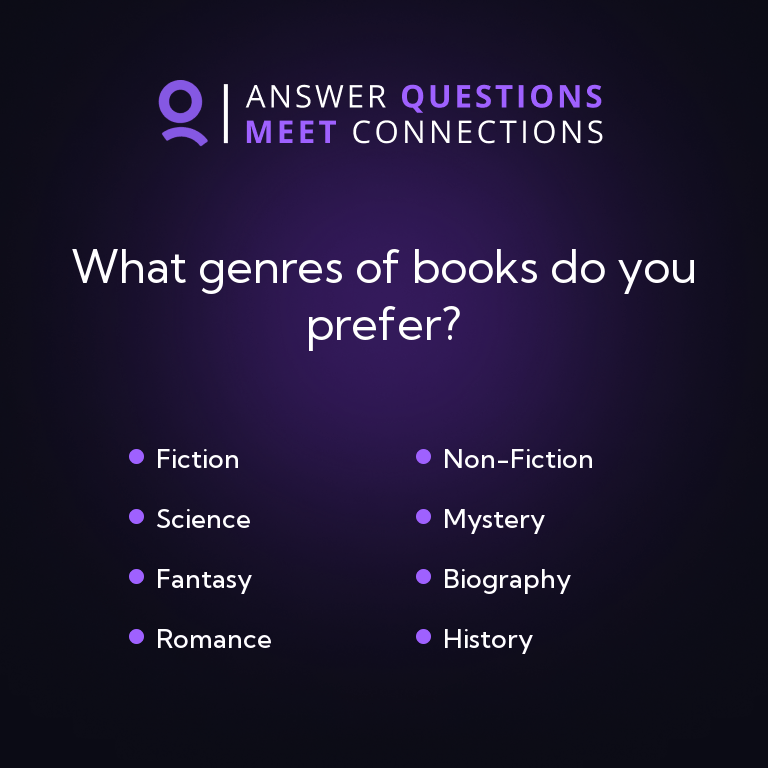 ANSWER QUESTIONS
MEET CONNECTIONS
What genres of books do you
prefer?
Fiction
Non-Fiction
Science
Mystery
Fantasy
Biography
Romance
History